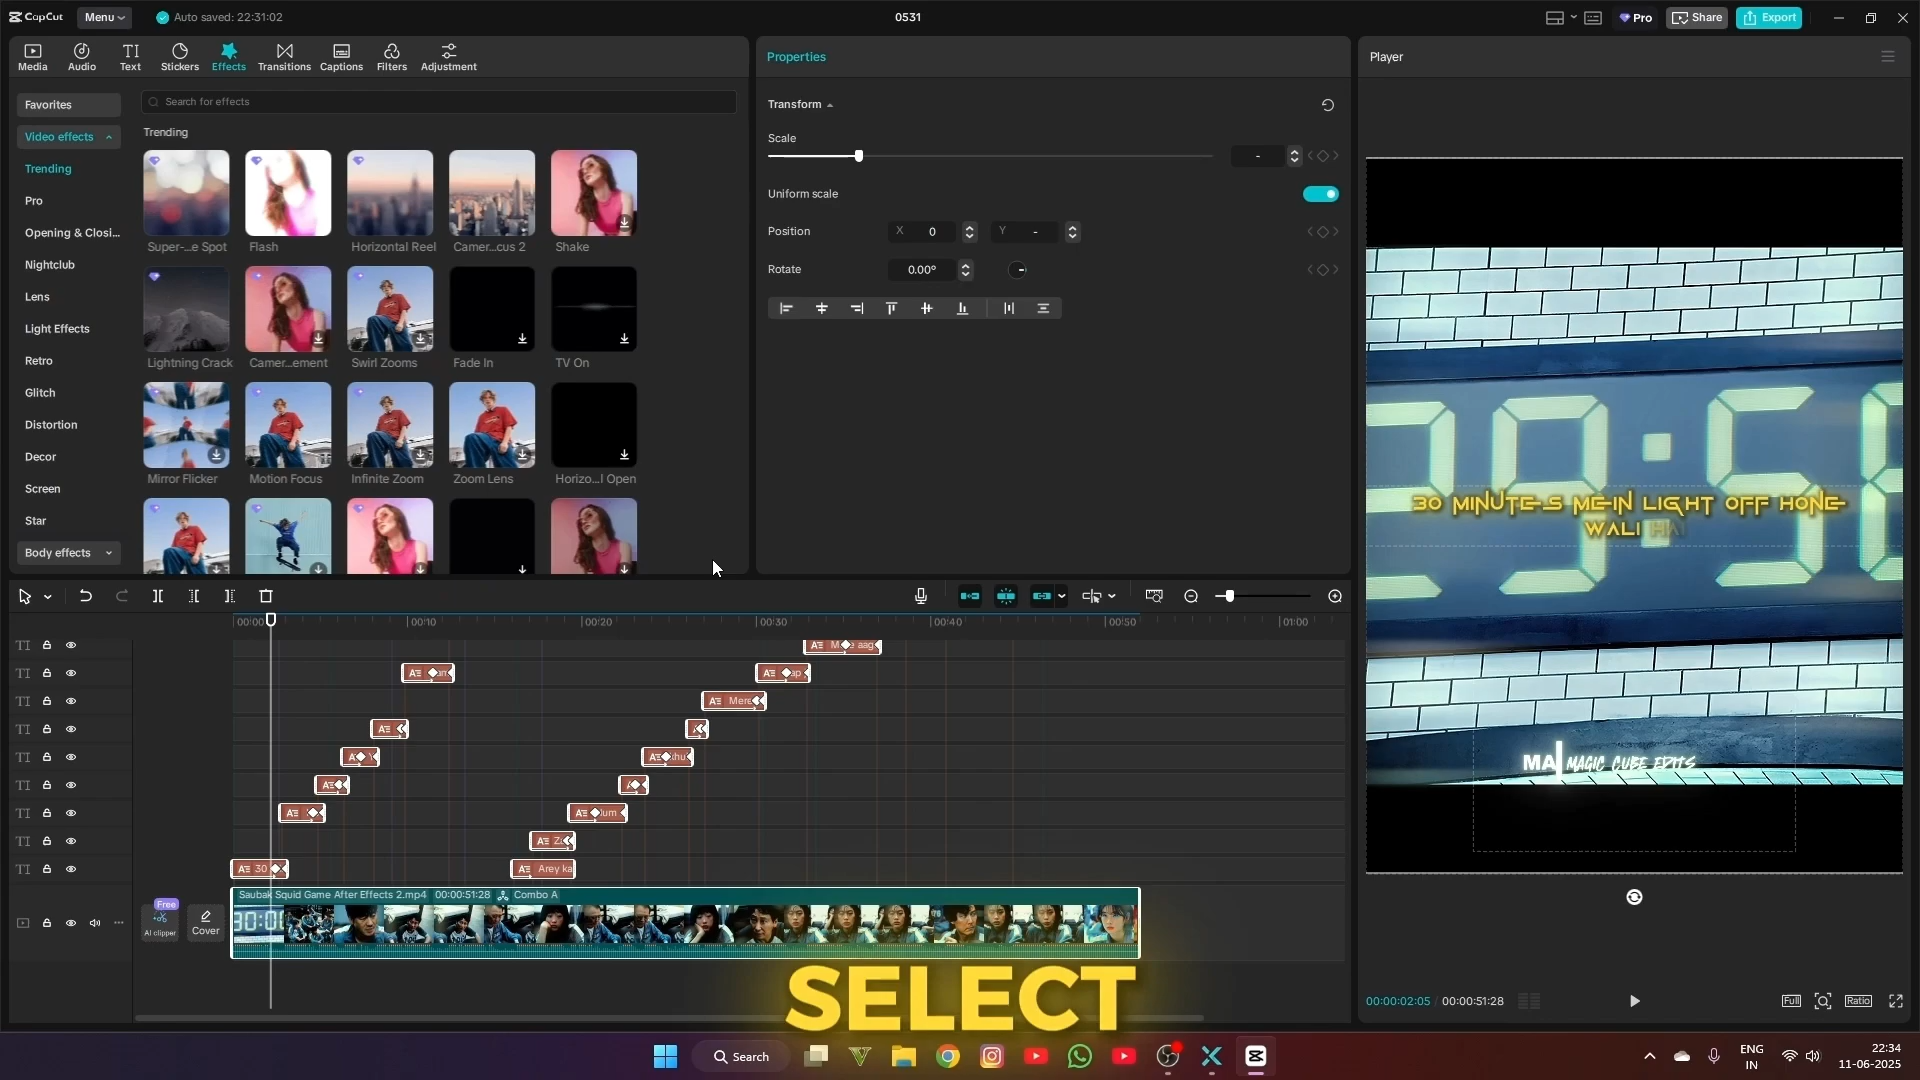 CapCut Menu Auto saved: 22:31:02 0531 Pro Share Export
Media Audio Text Stickers Effects Transitions Captions Filters Adjustment
Favorites
Video effects
Trending
Pro
Opening & Closi...
Nightclub
Lens
Light Effects
Retro
Glitch
Distortion
Decor
Screen
Star
Body effects
Search for effects
Trending
Super-...e Spot Flash Horizontal Reel Camer...cus 2 Shake
Lightning Crack Camer...ement Swirl Zooms Fade In TV On
Mirror Flicker Motion Focus Infinite Zoom Zoom Lens Horizo...l Open
Properties
Transform
Scale
-
Uniform scale
Position X 0 Y -
Rotate 0.00°
Player
30 MINUTES MEIN LIGHT OFF HONE
WALI HAI
MA MAGIC CUBE EDITS
00:00:02:05 / 00:00:51:28
Full Ratio
00:00 00:10 00:20 00:30 00:40 00:50 01:00
Mere
30
Arey ka
Free
AI clipper
Cover
Saubak Squid Game After Effects 2.mp4 00:00:51:28 Combo A
30:00
SELECT
Search
ENG
IN
22:34
11-06-2025